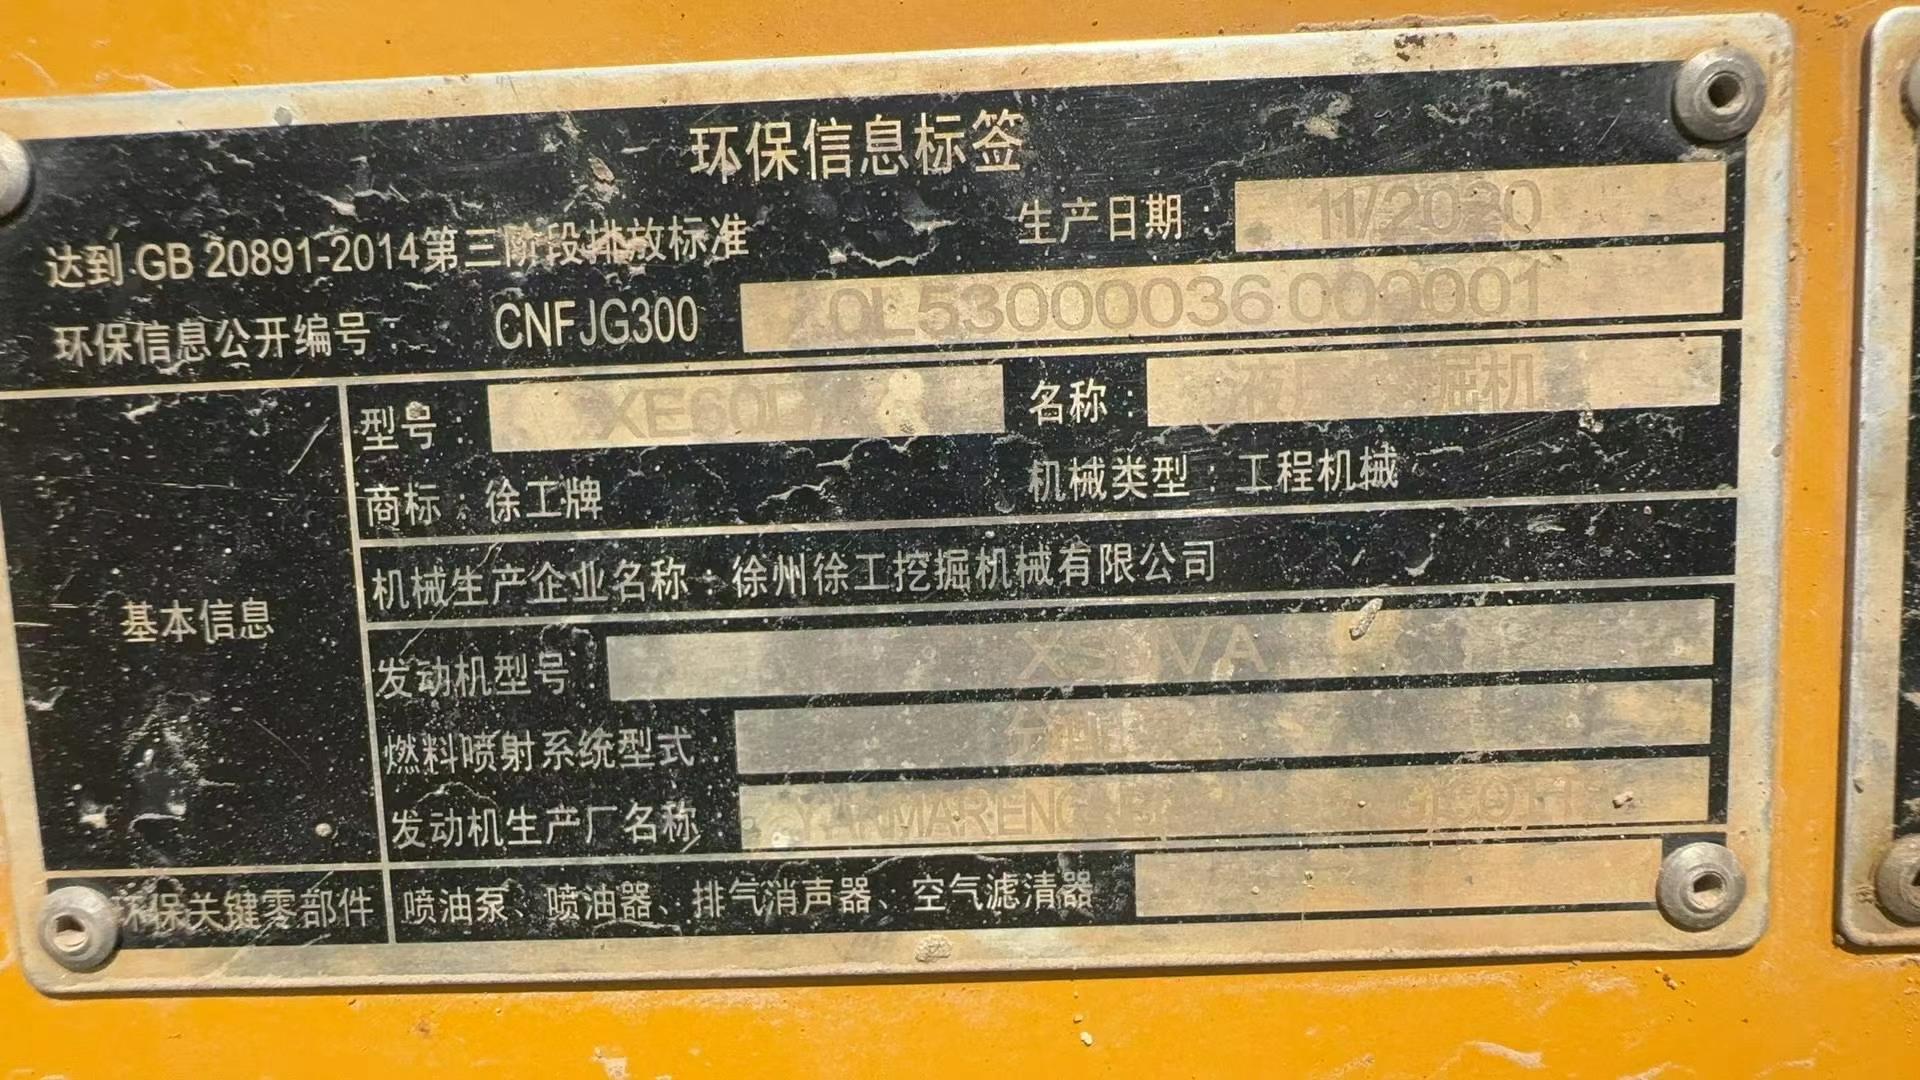 环保信息标签
达到 GB 20891-2014第三阶段排放标准 生产日期： 11/2020
环保信息公开编号： CNFJG300 53000036000001
基本信息
型号： XE60D 名称：
商标：徐工牌 机械类型：工程机械
机械生产企业名称：徐州徐工挖掘机械有限公司
发动机型号：
燃料喷射系统型式：
发动机生产厂名称： YANMAR
环保关键零部件 喷油泵、喷油器、排气消声器、空气滤清器